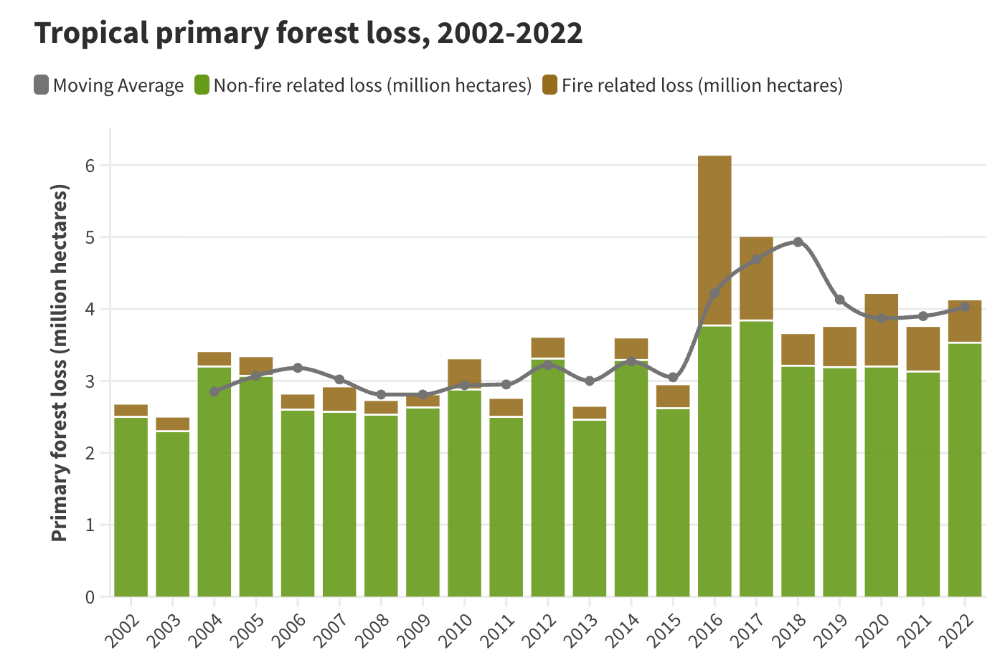 Tropical primary forest loss, 2002-2022
Moving Average Non-fire related loss (million hectares) Fire related loss (million hectares)
Primary forest loss (million hectares)
6
5
4
3
2
1
0
2002 2003 2004 2005 2006 2007 2008 2009 2010 2011 2012 2013 2014 2015 2016 2017 2018 2019 2020 2021 2022